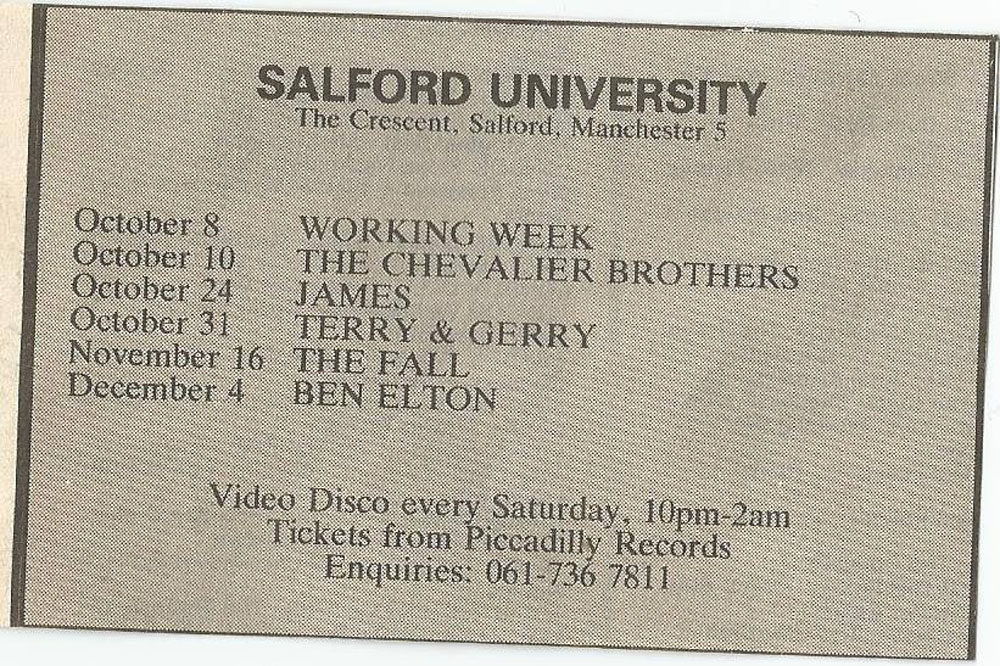 SALFORD UNIVERSITY
The Crescent, Salford, Manchester 5
October 8 WORKING WEEK
October 10 THE CHEVALIER BROTHERS
October 24 JAMES
October 31 TERRY & GERRY
November 16 THE FALL
December 4 BEN ELTON
Video Disco every Saturday, 10pm-2am
Tickets from Piccadilly Records
Enquiries: 061-736 7811